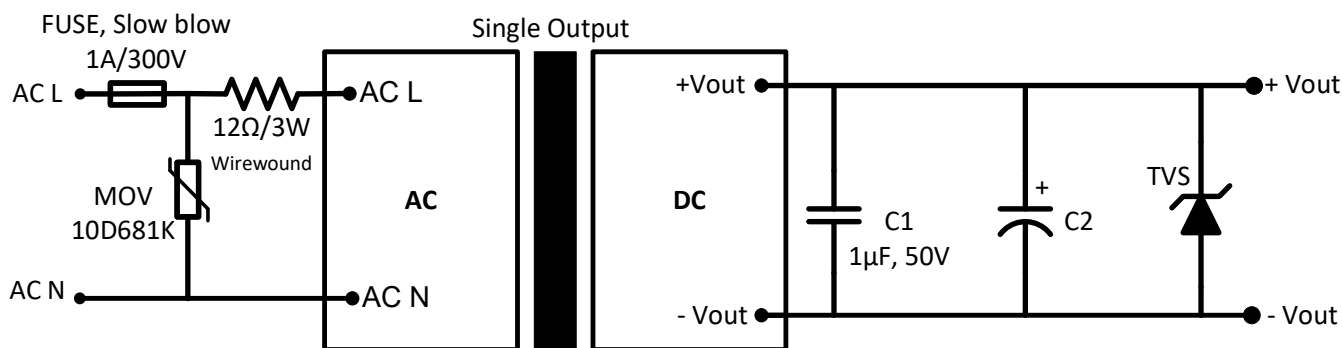 FUSE, Slow blow
1A/300V
Single Output
AC L
AC L
12Ω/3W
Wirewound
MOV
10D681K
AC N
AC N
AC
DC
+Vout
+ Vout
TVS
+
C1
1µF, 50V
C2
- Vout
- Vout